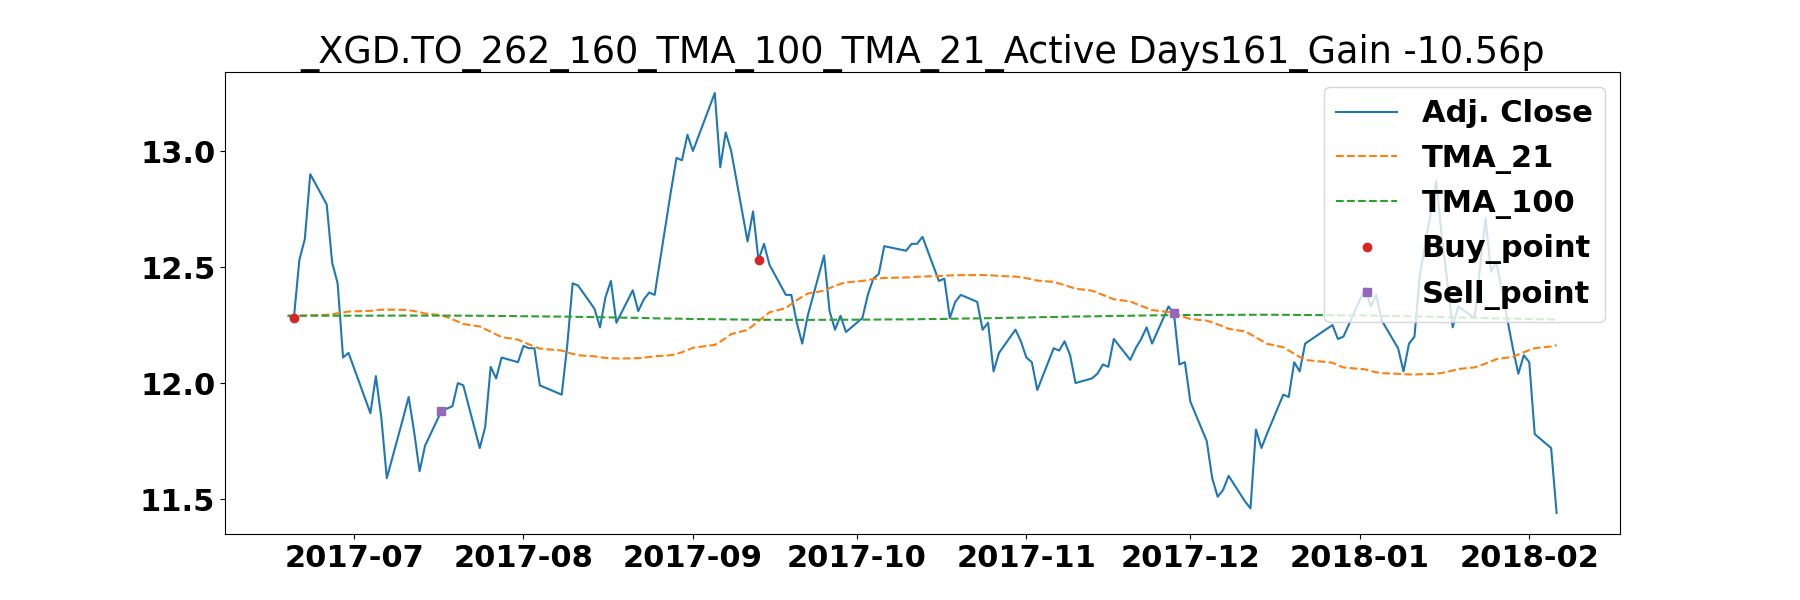 _XGD.TO_262_160_TMA_100_TMA_21_Active Days161_Gain -10.56p
Adj. Close
TMA_21
TMA_100
Buy_point
Sell_point
13.0
12.5
12.0
11.5
2017-07 2017-08 2017-09 2017-10 2017-11 2017-12 2018-01 2018-02